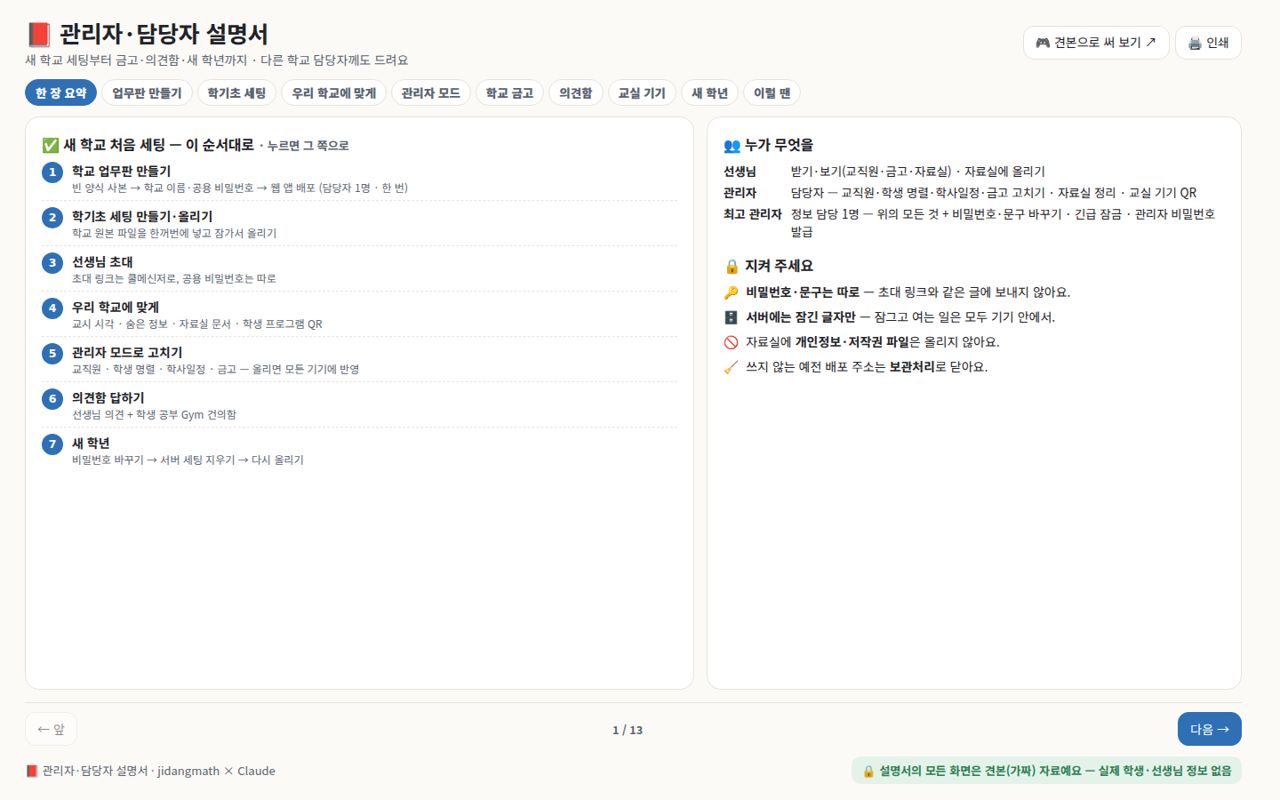 📕 관리자·담당자 설명서
새 학교 세팅부터 금고·의견함·새 학년까지 · 다른 학교 담당자께도 드려요
🎮 견본으로 써 보기 ↗
🖨️ 인쇄
한 장 요약
업무판 만들기
학기초 세팅
우리 학교에 맞게
관리자 모드
학교 금고
의견함
교실 기기
새 학년
이럴 땐
✅ 새 학교 처음 세팅 — 이 순서대로 · 누르면 그 쪽으로
1 학교 업무판 만들기
빈 양식 사본 → 학교 이름·공용 비밀번호 → 웹 앱 배포 (담당자 1명 · 한 번)
2 학기초 세팅 만들기·올리기
학교 원본 파일을 한꺼번에 넣고 잠가서 올리기
3 선생님 초대
초대 링크는 쿨메신저로, 공용 비밀번호는 따로
4 우리 학교에 맞게
교시 시각 · 숨은 정보 · 자료실 문서 · 학생 프로그램 QR
5 관리자 모드로 고치기
교직원 · 학생 명렬 · 학사일정 · 금고 — 올리면 모든 기기에 반영
6 의견함 답하기
선생님 의견 + 학생 공부 Gym 건의함
7 새 학년
비밀번호 바꾸기 → 서버 세팅 지우기 → 다시 올리기
👥 누가 무엇을
선생님 받기·보기(교직원·금고·자료실) · 자료실에 올리기
관리자 담당자 — 교직원·학생 명렬·학사일정·금고 고치기 · 자료실 정리 · 교실 기기 QR
최고 관리자 정보 담당 1명 — 위의 모든 것 + 비밀번호·문구 바꾸기 · 긴급 잠금 · 관리자 비밀번호
발급
🔒 지켜 주세요
🔑 비밀번호·문구는 따로 — 초대 링크와 같은 글에 보내지 않아요.
🗄️ 서버에는 잠긴 글자만 — 잠그고 여는 일은 모두 기기 안에서.
🚫 자료실에 개인정보·저작권 파일은 올리지 않아요.
🧹 쓰지 않는 예전 배포 주소는 보관처리로 닫아요.
← 앞
1 / 13
다음 →
📕 관리자·담당자 설명서 · jidangmath × Claude
🔒 설명서의 모든 화면은 견본(가짜) 자료예요 — 실제 학생·선생님 정보 없음